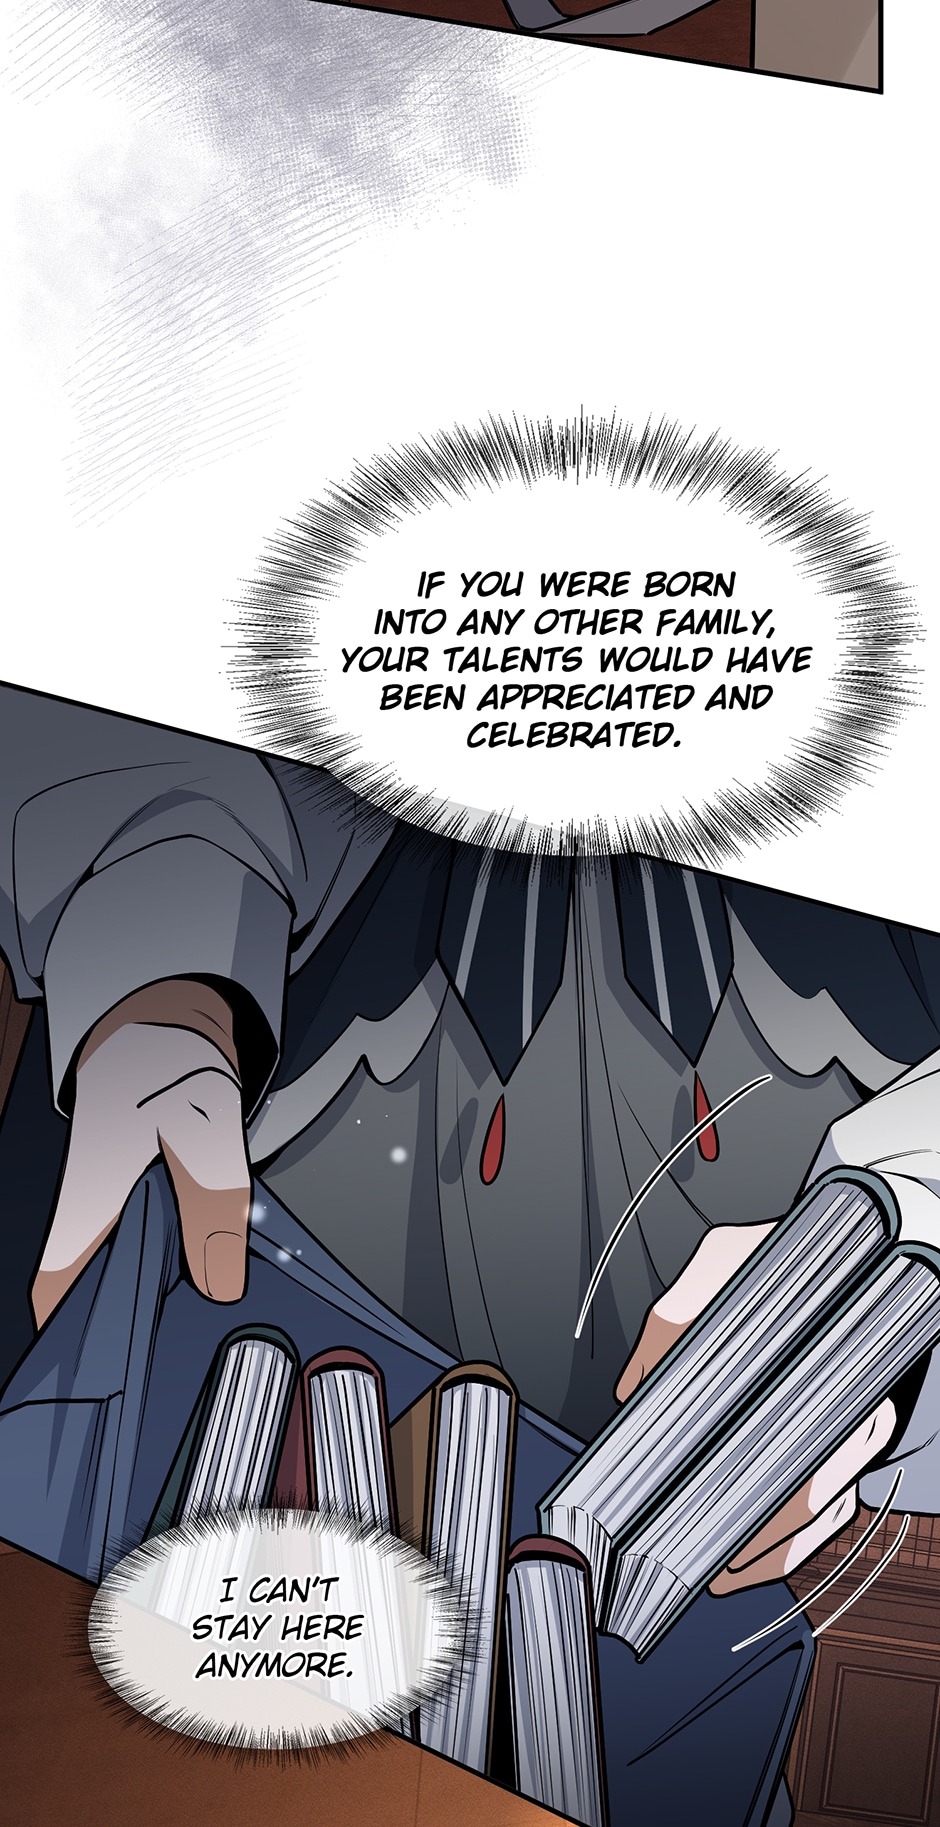 IF YOU WERE BORN
INTO ANY OTHER FAMILY,
YOUR TALENTS WOULD HAVE
BEEN APPRECIATED AND
CELEBRATED.
I CAN'T
STAY HERE
ANYMORE.